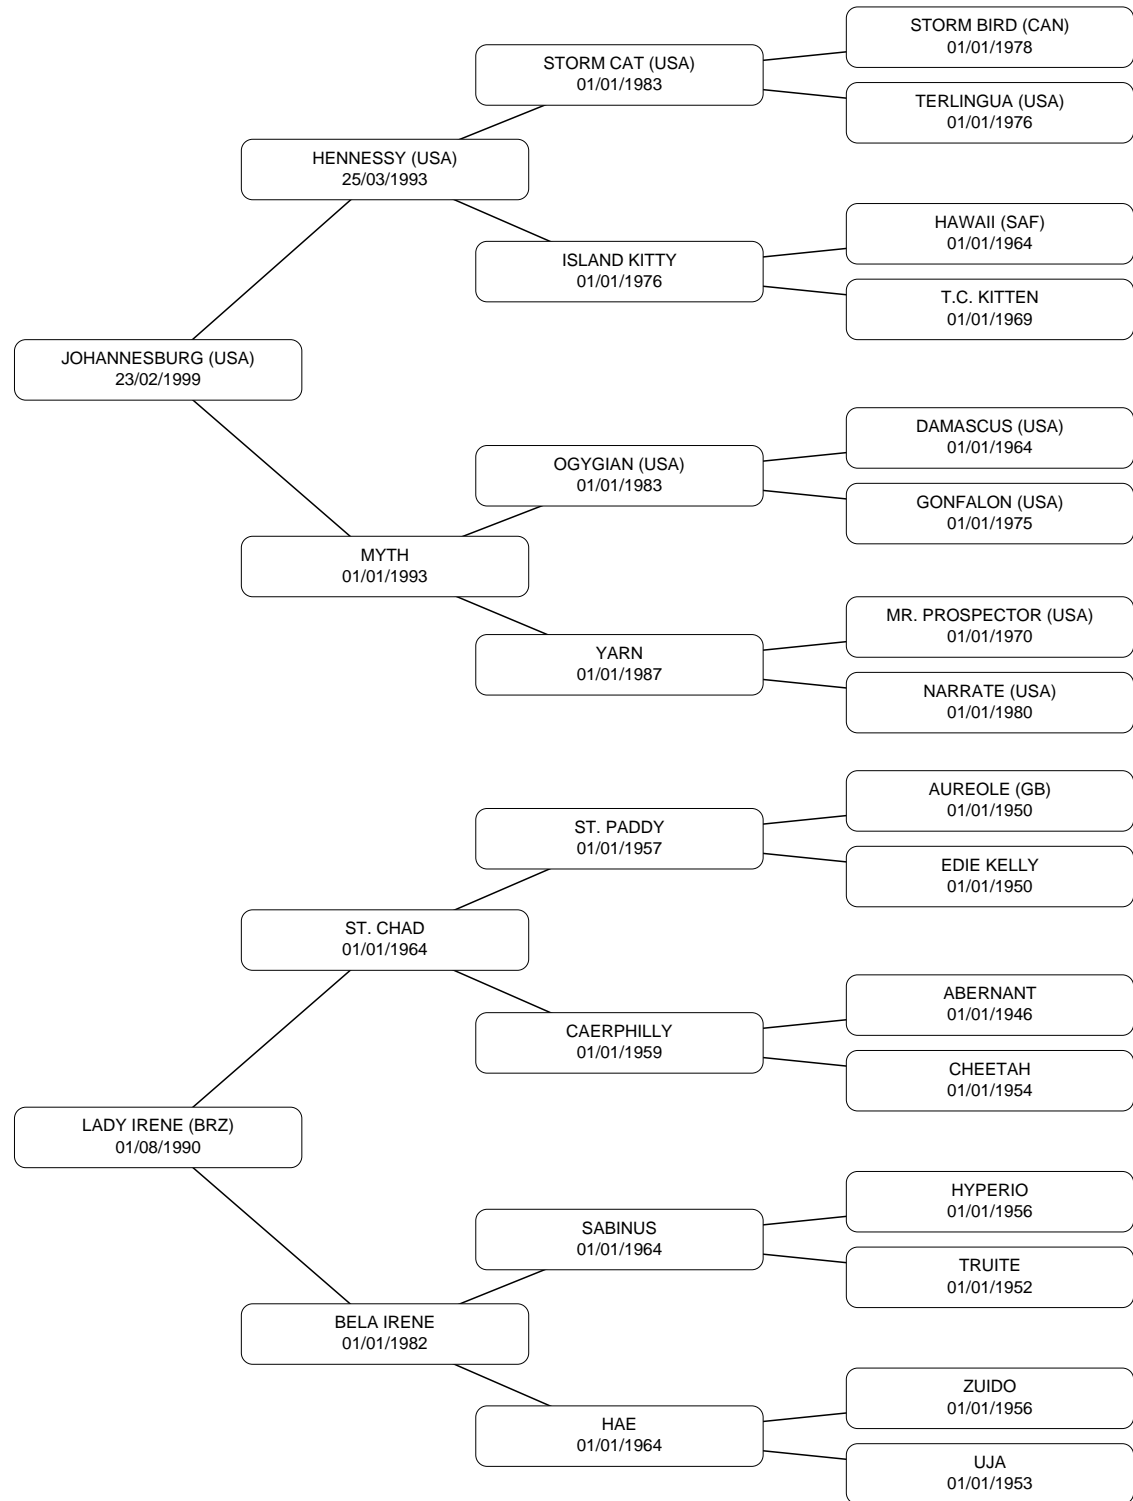 STORM BIRD (CAN)
01/01/1978
STORM CAT (USA)
01/01/1983
TERLINGUA (USA)
01/01/1976
HENNESSY (USA)
25/03/1993
HAWAII (SAF)
01/01/1964
ISLAND KITTY
01/01/1976
T.C. KITTEN
01/01/1969
JOHANNESBURG (USA)
23/02/1999
DAMASCUS (USA)
01/01/1964
OGYGIAN (USA)
01/01/1983
GONFALON (USA)
01/01/1975
MYTH
01/01/1993
MR. PROSPECTOR (USA)
01/01/1970
YARN
01/01/1987
NARRATE (USA)
01/01/1980
AUREOLE (GB)
01/01/1950
ST. PADDY
01/01/1957
EDIE KELLY
01/01/1950
ST. CHAD
01/01/1964
ABERNANT
01/01/1946
CAERPHILLY
01/01/1959
CHEETAH
01/01/1954
LADY IRENE (BRZ)
01/08/1990
HYPERIO
01/01/1956
SABINUS
01/01/1964
TRUITE
01/01/1952
BELA IRENE
01/01/1982
ZUIDO
01/01/1956
HAE
01/01/1964
UJA
01/01/1953